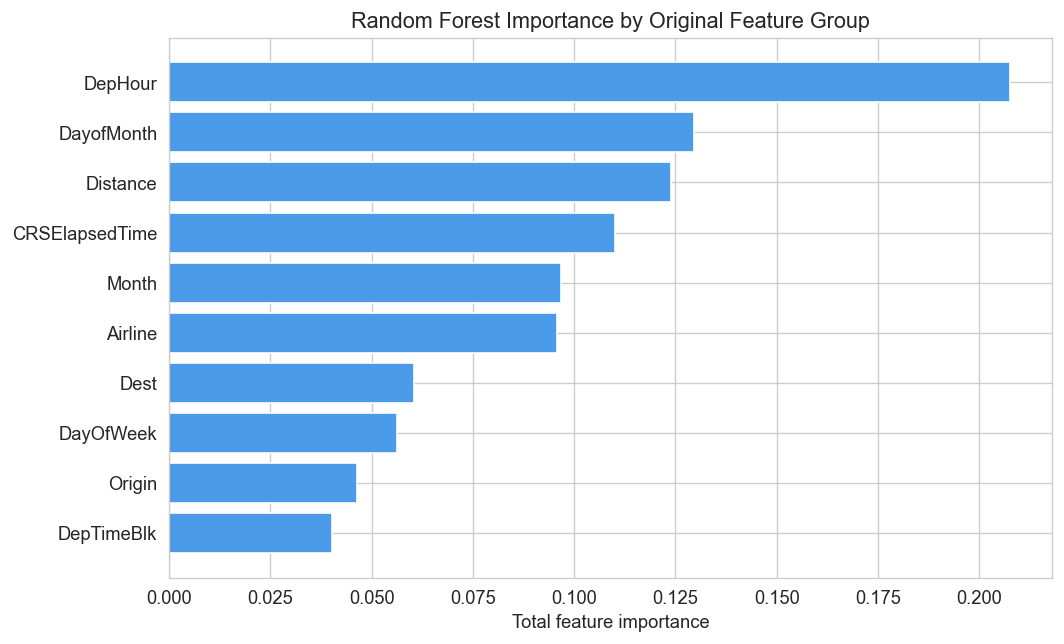 Random Forest Importance by Original Feature Group
DepHour
DayofMonth
Distance
CRSElapsedTime
Month
Airline
Dest
DayOfWeek
Origin
DepTimeBlk
0.000 0.025 0.050 0.075 0.100 0.125 0.150 0.175 0.200
Total feature importance